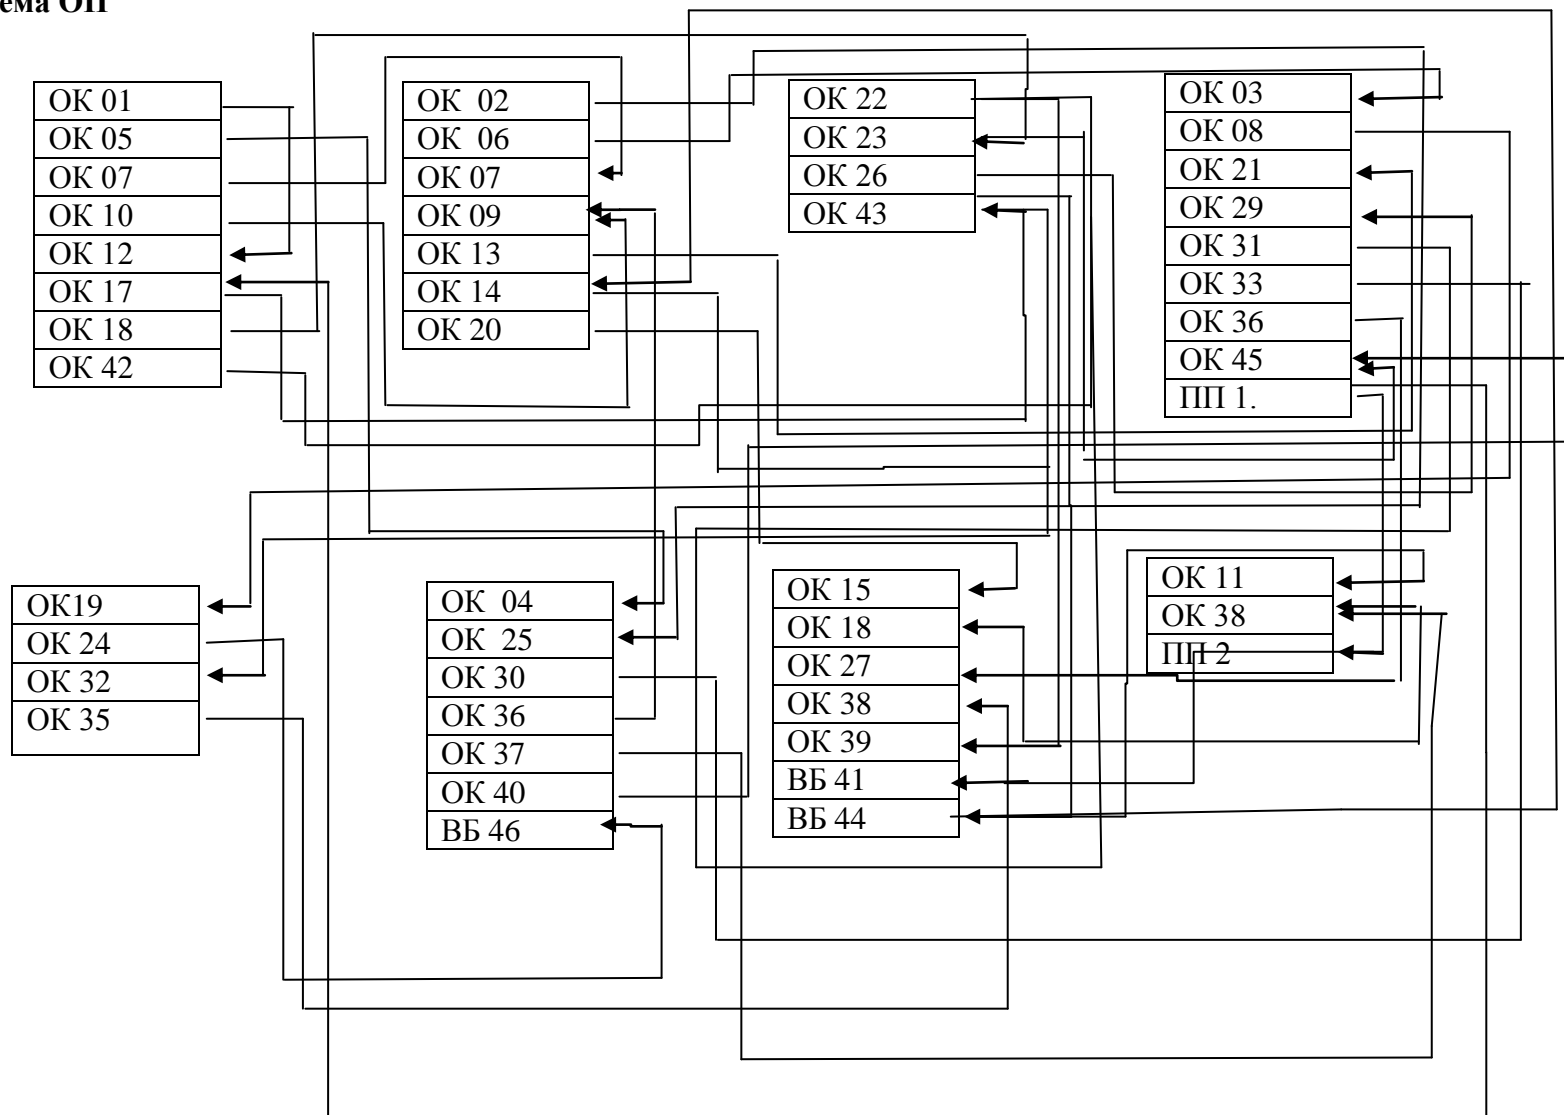 ема ОП
ОК 01
ОК 05
ОК 07
ОК 10
ОК 12
ОК 17
ОК 18
ОК 42
ОК 02
ОК 06
ОК 07
ОК 09
ОК 13
ОК 14
ОК 20
ОК 22
ОК 23
ОК 26
ОК 43
ОК 03
ОК 08
ОК 21
ОК 29
ОК 31
ОК 33
ОК 36
ОК 45
ПП 1.
ОК19
ОК 24
ОК 32
ОК 35
ОК 04
ОК 25
ОК 30
ОК 36
ОК 37
ОК 40
ВБ 46
ОК 15
ОК 18
ОК 27
ОК 38
ОК 39
ВБ 41
ВБ 44
ОК 11
ОК 38
ПП 2